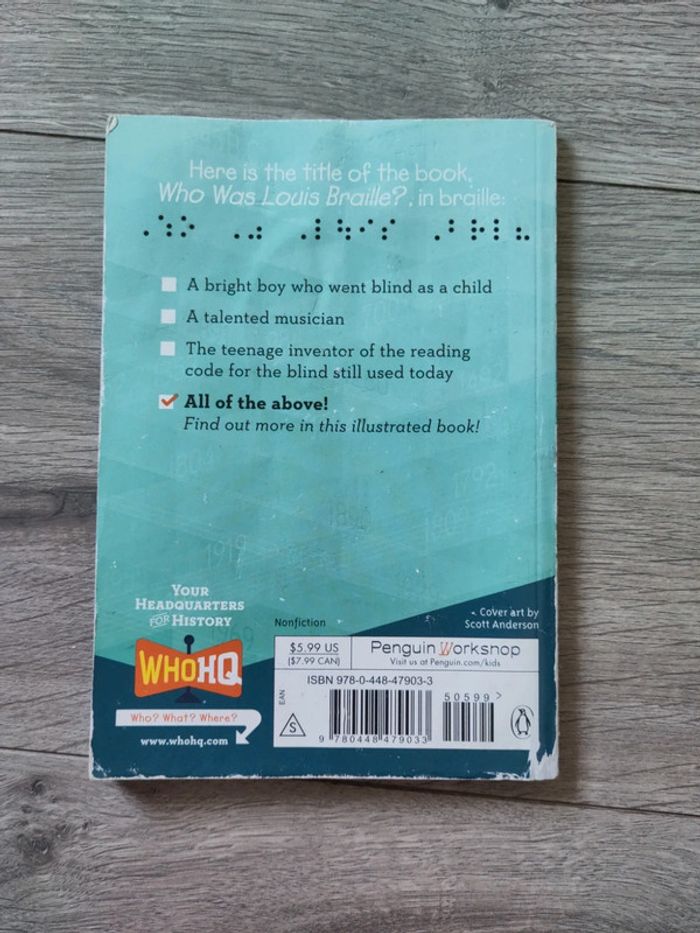 Here is the title of the book,
Who Was Louis Braille?, in braille:
⠠⠱⠕ ⠠⠴ ⠠⠇⠳⠊⠎ ⠠⠃⠗⠇⠦
A bright boy who went blind as a child
A talented musician
The teenage inventor of the reading
code for the blind still used today
All of the above!
Find out more in this illustrated book!
1792
1919
YOUR
HEADQUARTERS
FOR HISTORY
WHOHQ
Who? What? Where?
www.whohq.com
Nonfiction
Cover art by
Scott Anderson
$5.99 US
($7.99 CAN)
Penguin Workshop
Visit us at Penguin.com/kids
ISBN 978-0-448-47903-3
50599>
EAN
S
9 780448 479033